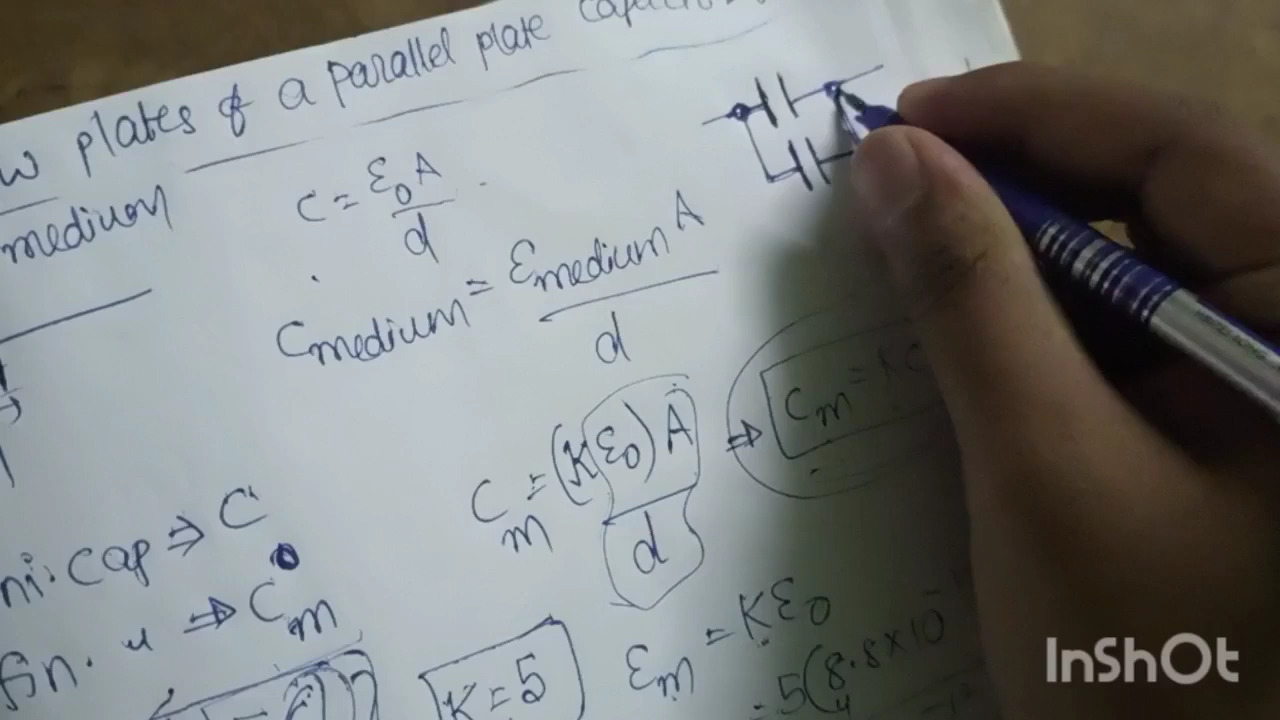 plates of a parallel plate
medium
C = ε₀A / d
Cmedium = εmedium A / d
Cm = (Kε₀)A / d ⇒ Cm = KC
ni. cap ⇒ C
fin. " ⇒ Cm
K = 5
εm = Kε₀
= 5(8.8×10
InShOt